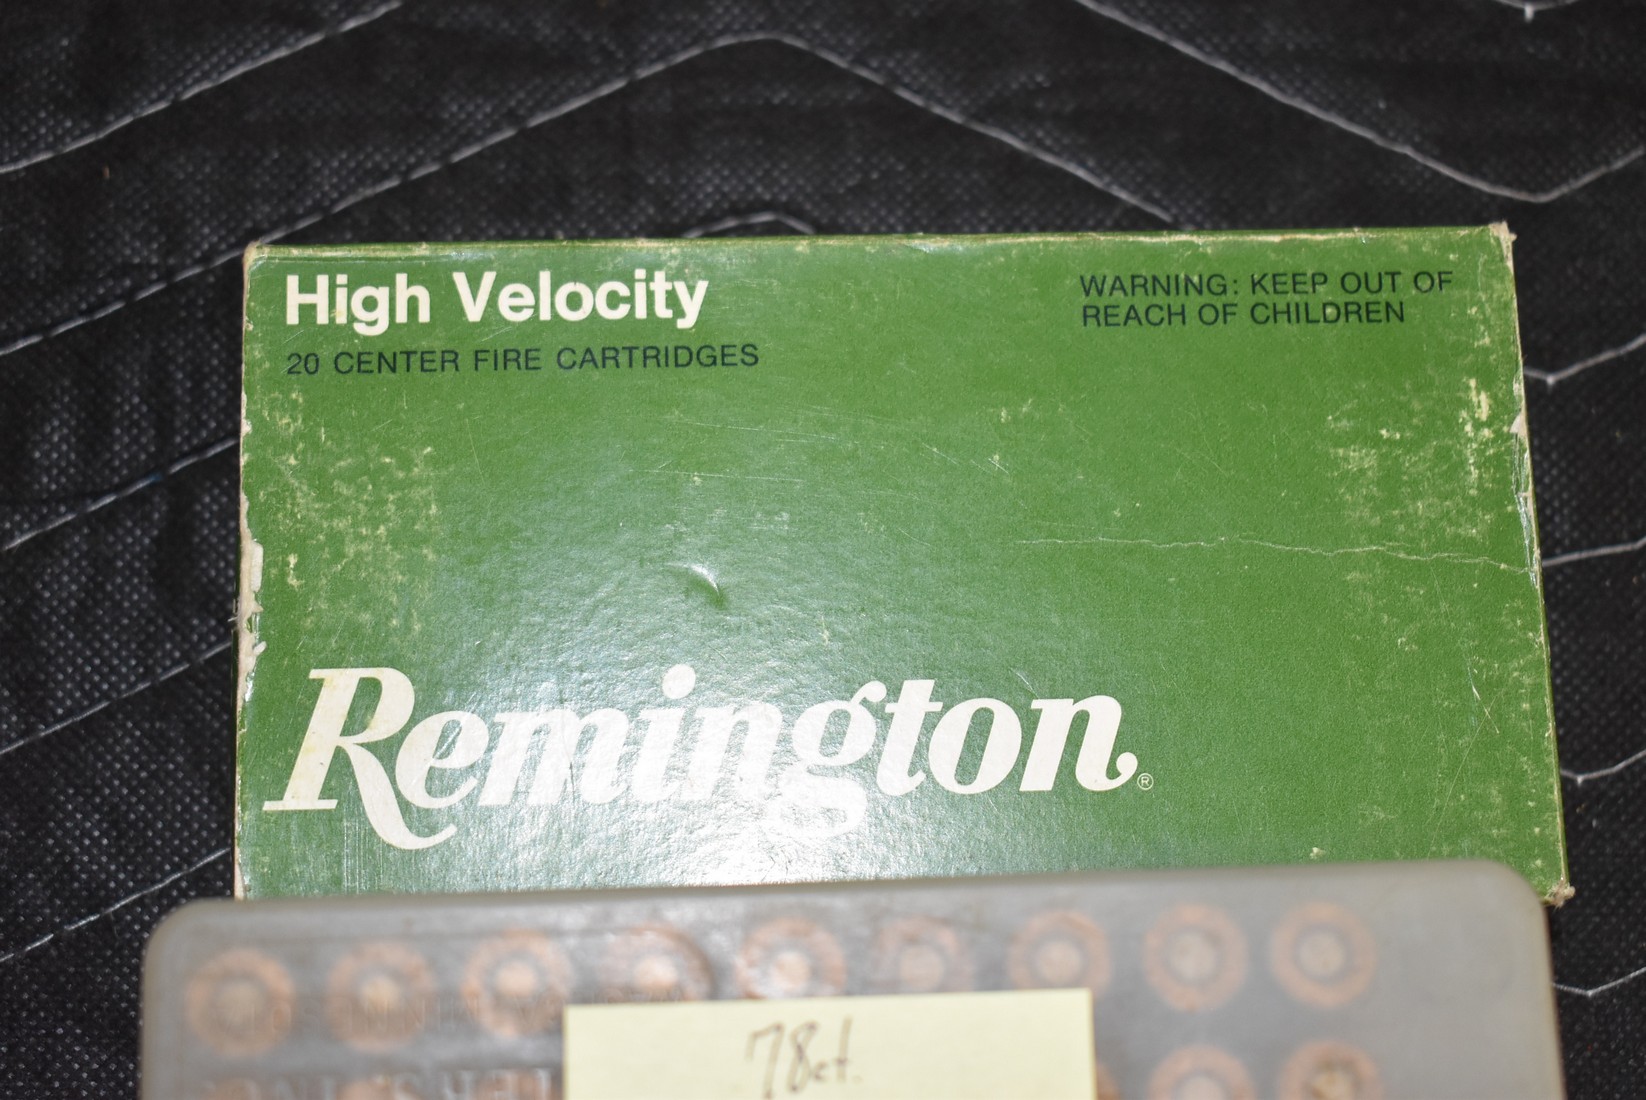 High Velocity
20 CENTER FIRE CARTRIDGES
WARNING: KEEP OUT OF
REACH OF CHILDREN
Remington®
78ct.